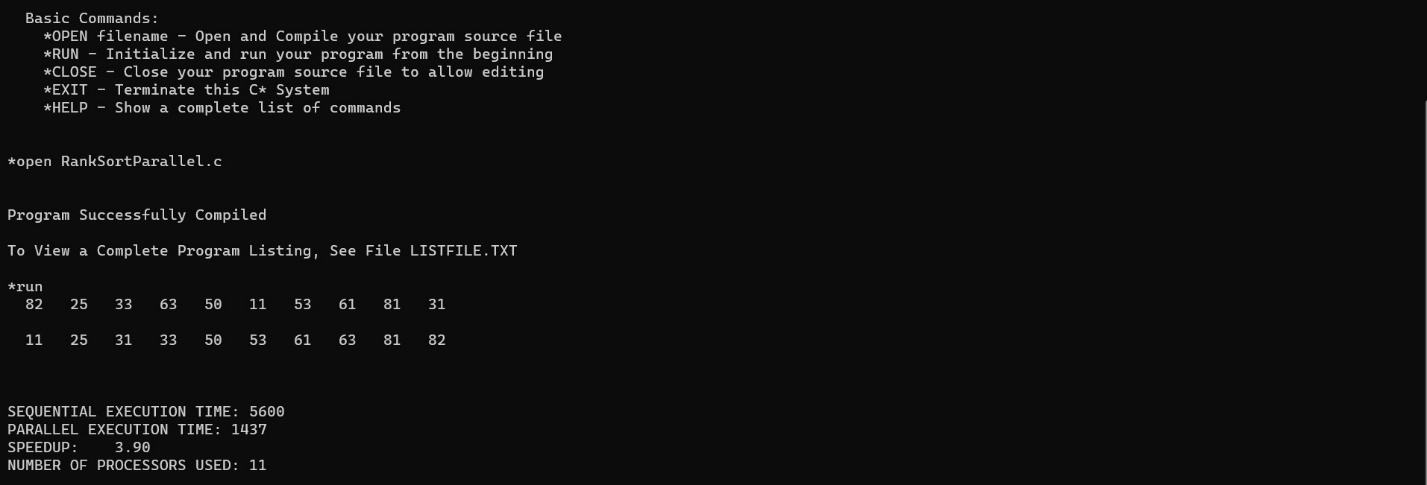 Basic Commands:
*OPEN filename - Open and Compile your program source file
*RUN - Initialize and run your program from the beginning
*CLOSE - Close your program source file to allow editing
*EXIT - Terminate this C* System
*HELP - Show a complete list of commands
*open RankSortParallel.c
Program Successfully Compiled
To View a Complete Program Listing, See File LISTFILE.TXT
*run
82 25 33 63 50 11 53 61 81 31
11 25 31 33 50 53 61 63 81 82
SEQUENTIAL EXECUTION TIME: 5600
PARALLEL EXECUTION TIME: 1437
SPEEDUP: 3.90
NUMBER OF PROCESSORS USED: 11